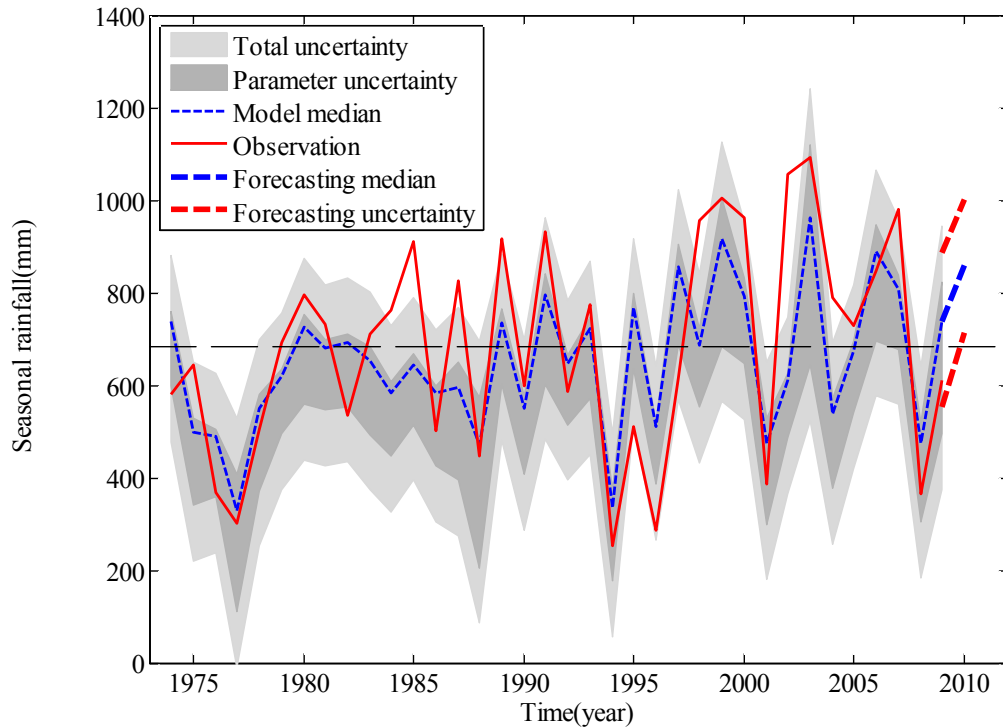 1400
1200
1000
800
600
400
200
0
Seasonal rainfall(mm)
Total uncertainty
Parameter uncertainty
Model median
Observation
Forecasting median
Forecasting uncertainty
1975 1980 1985 1990 1995 2000 2005 2010
Time(year)